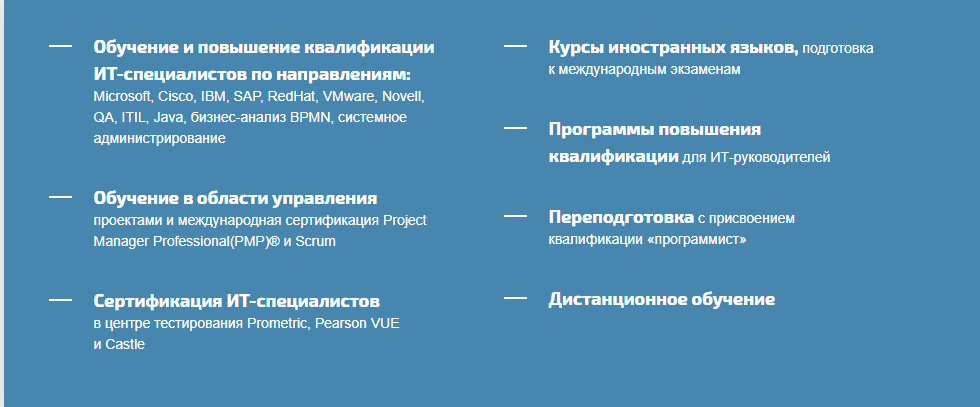 Обучение и повышение квалификации
ИТ-специалистов по направлениям:
Microsoft, Cisco, IBM, SAP, RedHat, VMware, Novell,
QA, ITIL, Java, бизнес-анализ BPMN, системное
администрирование
Обучение в области управления
проектами и международная сертификация Project
Manager Professional(PMP)® и Scrum
Сертификация ИТ-специалистов
в центре тестирования Prometric, Pearson VUE
и Castle
Курсы иностранных языков, подготовка
к международным экзаменам
Программы повышения
квалификации для ИТ-руководителей
Переподготовка с присвоением
квалификации «программист»
Дистанционное обучение